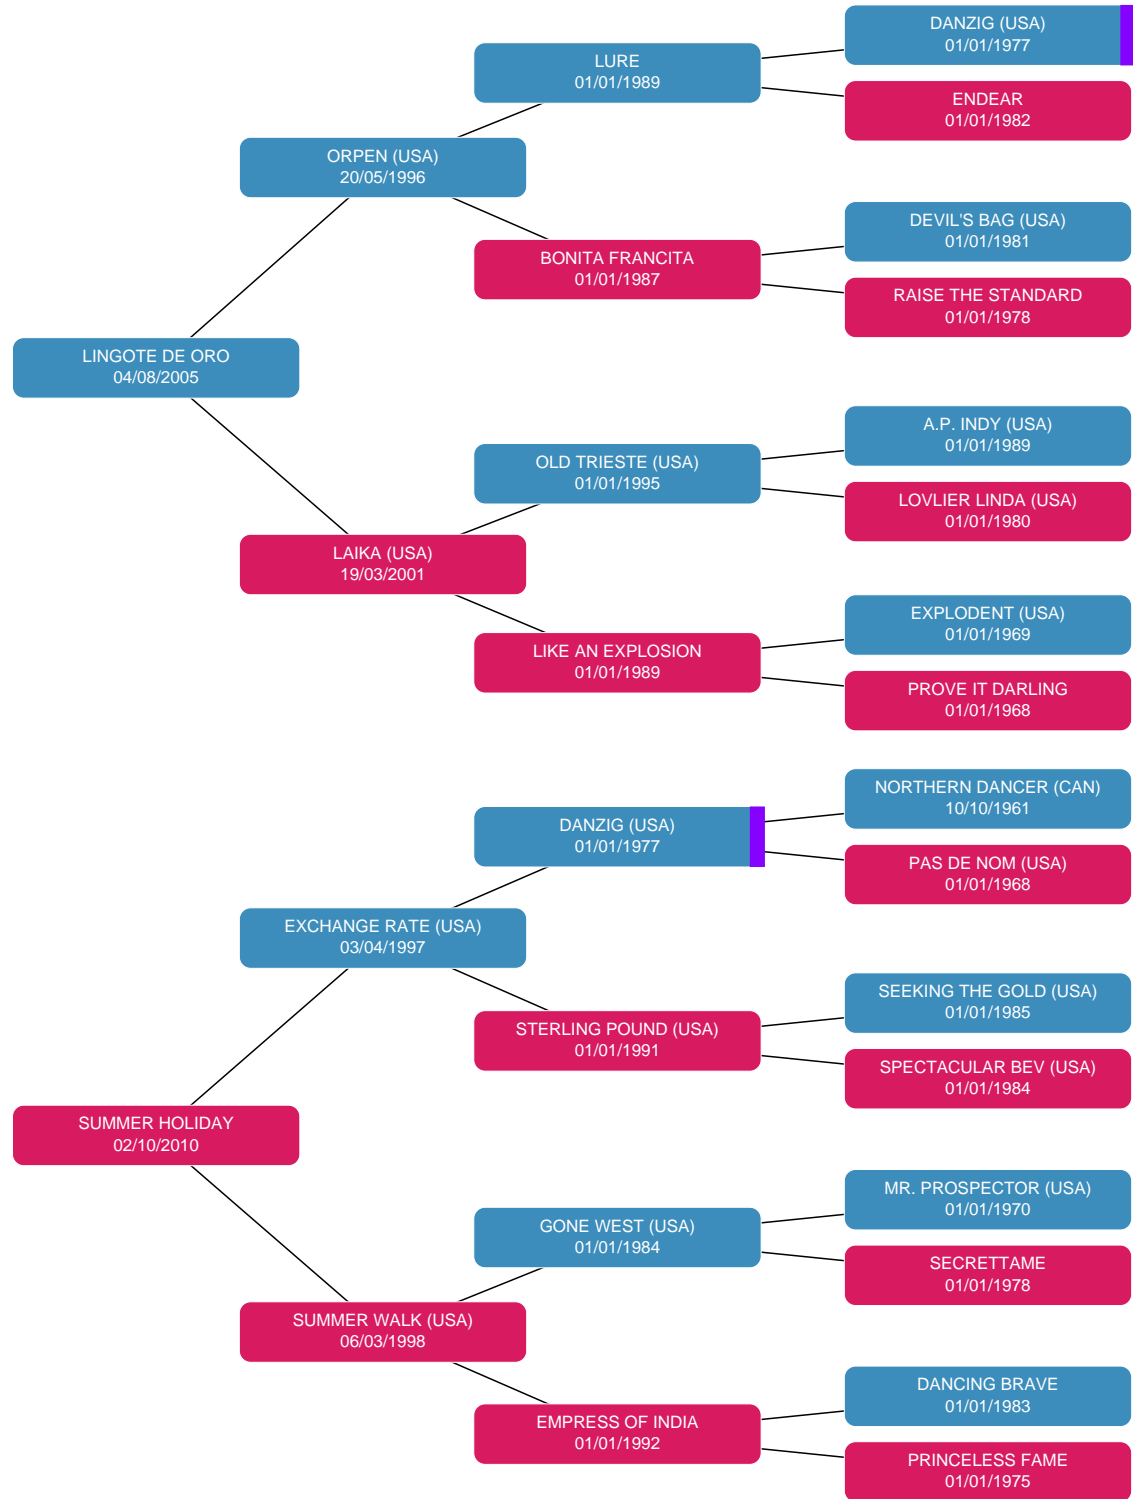 DANZIG (USA)
01/01/1977
LURE
01/01/1989
ENDEAR
01/01/1982
ORPEN (USA)
20/05/1996
DEVIL'S BAG (USA)
01/01/1981
BONITA FRANCITA
01/01/1987
RAISE THE STANDARD
01/01/1978
LINGOTE DE ORO
04/08/2005
A.P. INDY (USA)
01/01/1989
OLD TRIESTE (USA)
01/01/1995
LOVLIER LINDA (USA)
01/01/1980
LAIKA (USA)
19/03/2001
EXPLODENT (USA)
01/01/1969
LIKE AN EXPLOSION
01/01/1989
PROVE IT DARLING
01/01/1968
NORTHERN DANCER (CAN)
10/10/1961
DANZIG (USA)
01/01/1977
PAS DE NOM (USA)
01/01/1968
EXCHANGE RATE (USA)
03/04/1997
SEEKING THE GOLD (USA)
01/01/1985
STERLING POUND (USA)
01/01/1991
SPECTACULAR BEV (USA)
01/01/1984
SUMMER HOLIDAY
02/10/2010
MR. PROSPECTOR (USA)
01/01/1970
GONE WEST (USA)
01/01/1984
SECRETTAME
01/01/1978
SUMMER WALK (USA)
06/03/1998
DANCING BRAVE
01/01/1983
EMPRESS OF INDIA
01/01/1992
PRINCELESS FAME
01/01/1975